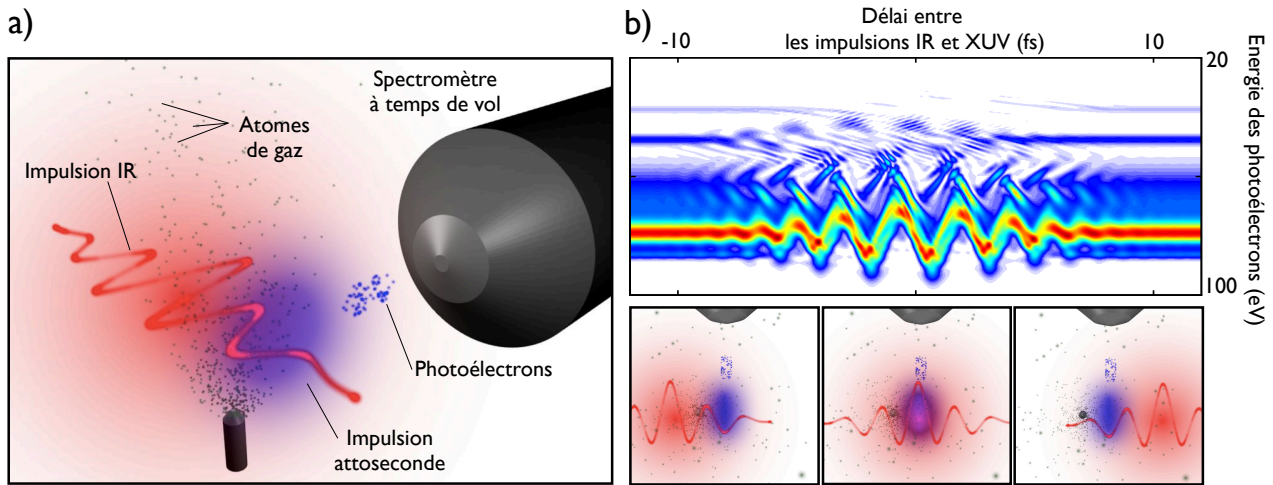 a)
Spectromètre
à temps de vol
Atomes
de gaz
Impulsion IR
Photoélectrons
Impulsion
attoseconde
b)
Délai entre
les impulsions IR et XUV (fs)
-10
10
20
100
Energie des photoélectrons (eV)